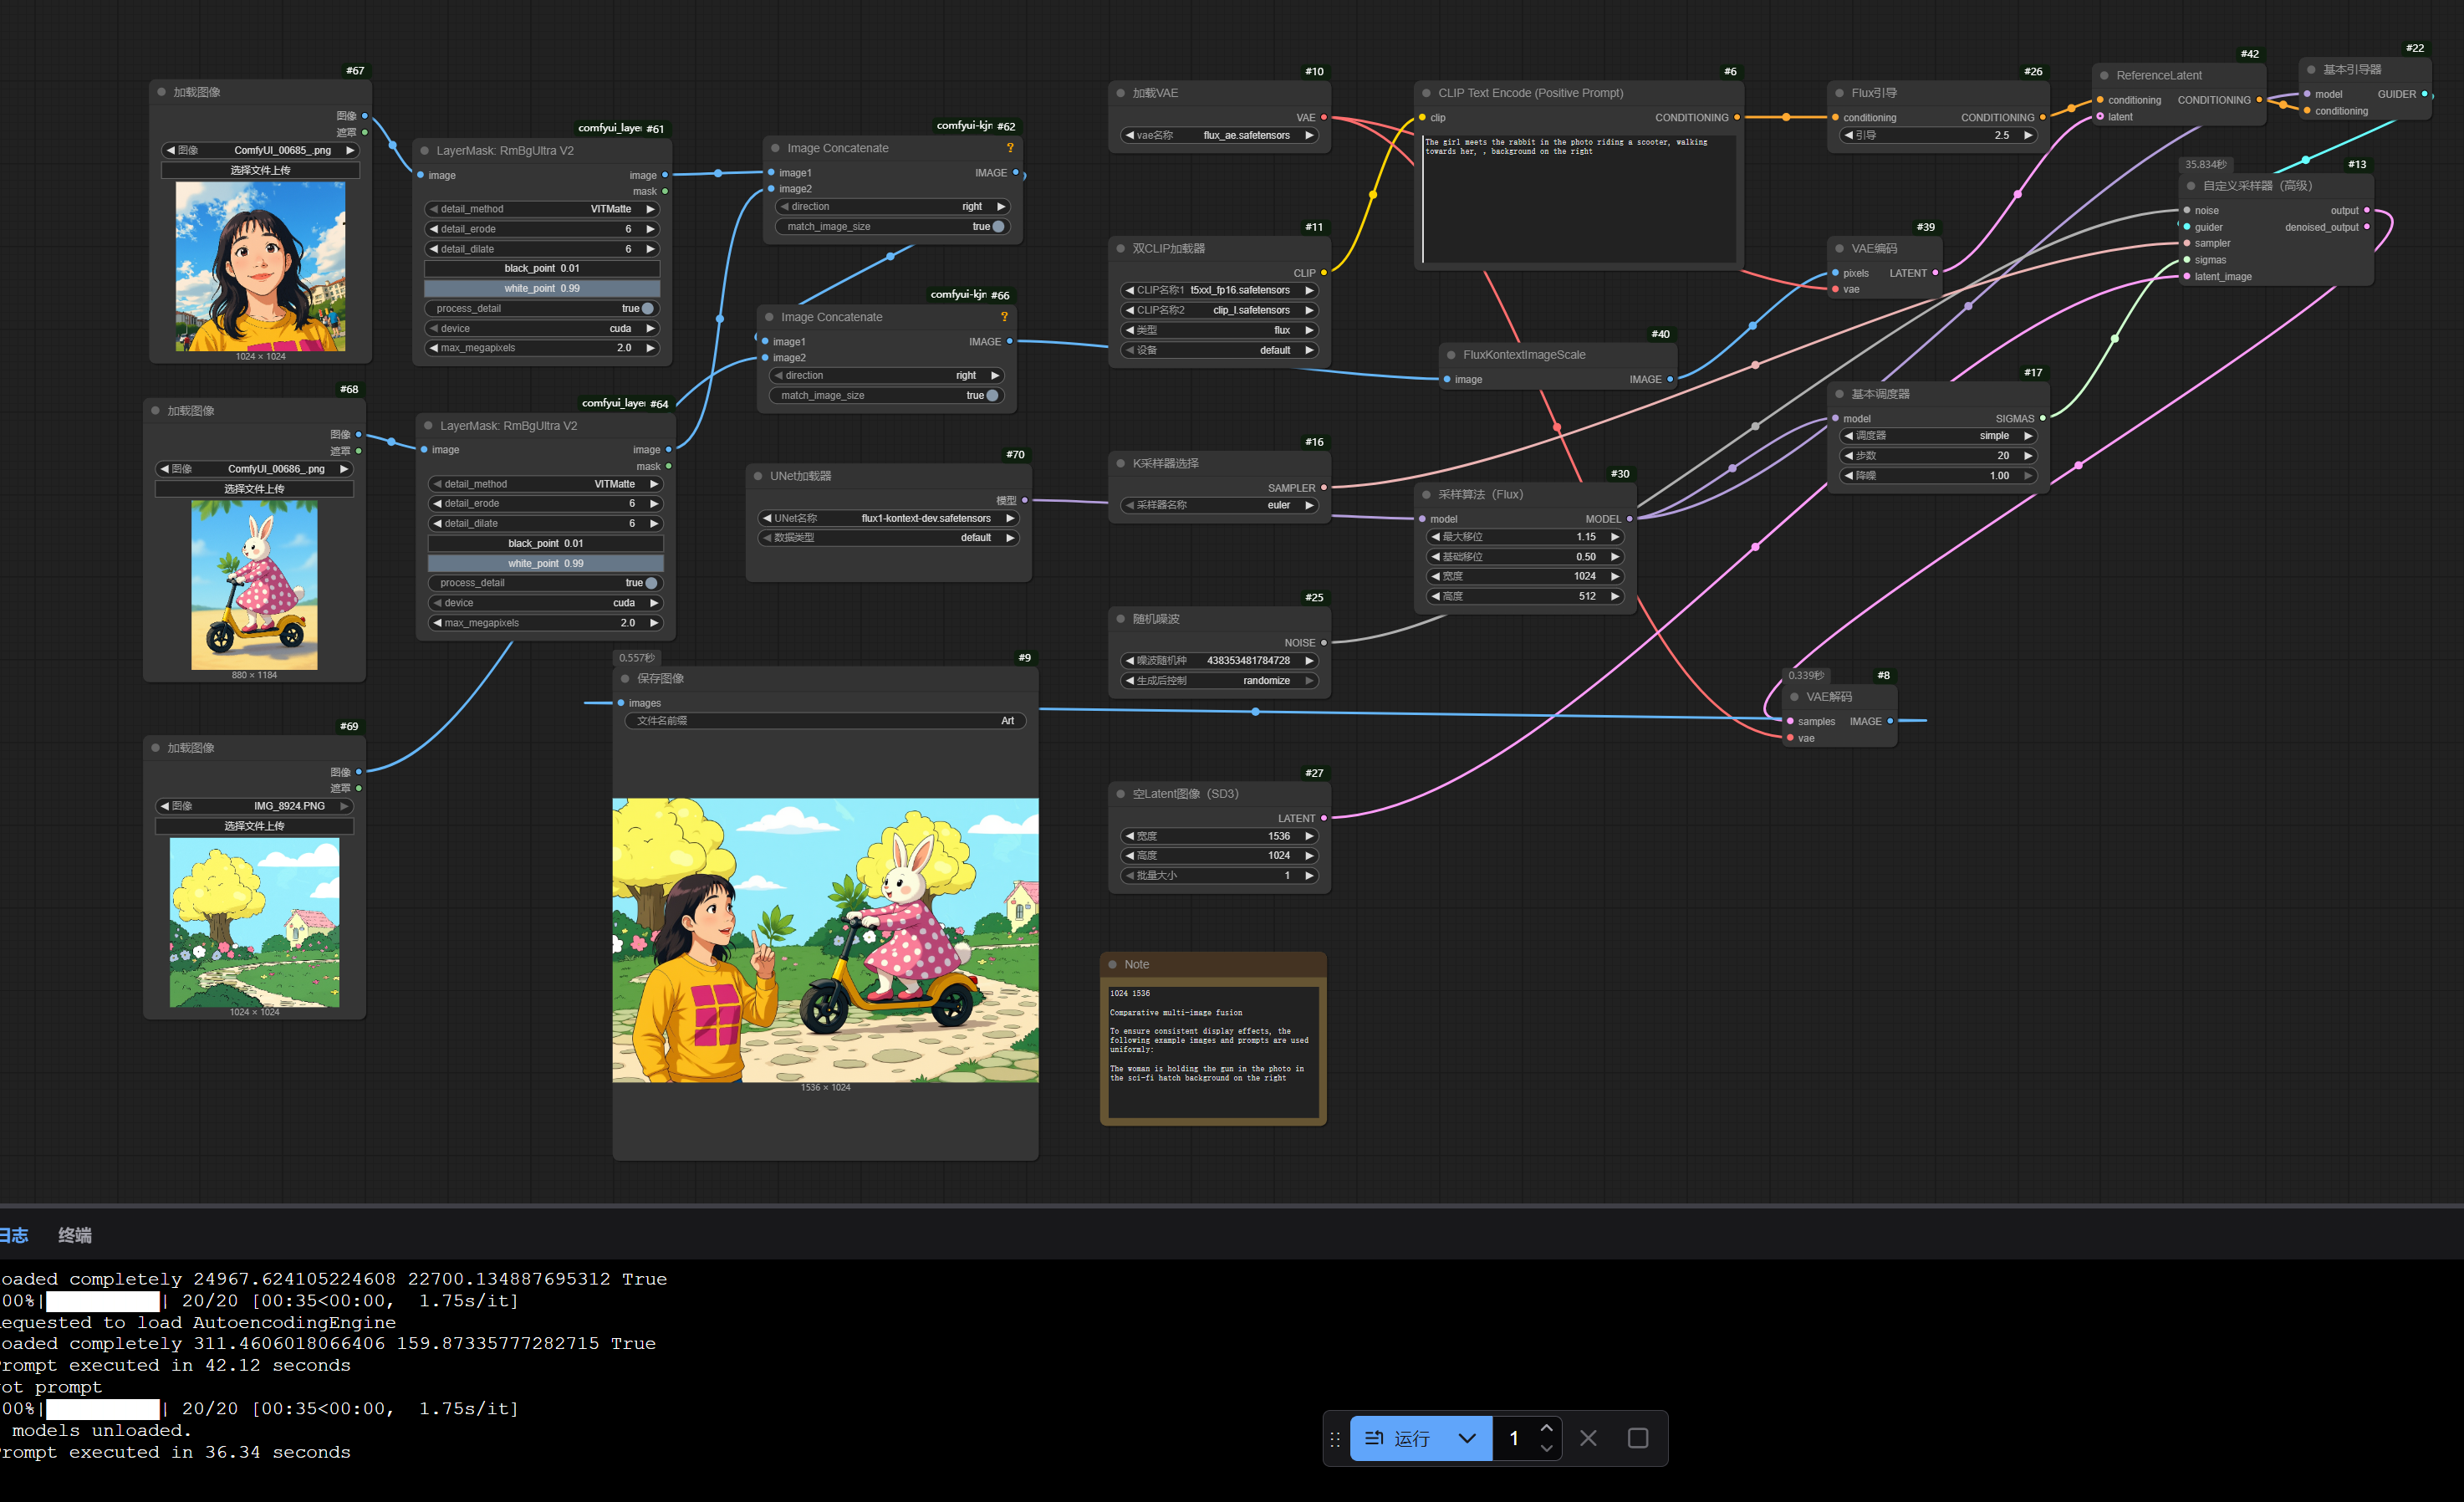 #67
加载图像
图像
遮罩
图像 ComfyUI_00685_.png
选择文件上传
1024 × 1024
#68
加载图像
图像
遮罩
图像 ComfyUI_00686_.png
选择文件上传
880 × 1184
#69
加载图像
图像
遮罩
图像 IMG_8924.PNG
选择文件上传
1024 × 1024
comfyui_layer #61
LayerMask: RmBgUltra V2
image image
mask
detail_method VITMatte
detail_erode 6
detail_dilate 6
black_point 0.01
white_point 0.99
process_detail true
device cuda
max_megapixels 2.0
comfyui_layer #64
LayerMask: RmBgUltra V2
image image
mask
detail_method VITMatte
detail_erode 6
detail_dilate 6
black_point 0.01
white_point 0.99
process_detail true
device cuda
max_megapixels 2.0
comfyui-kjn #62
Image Concatenate ?
image1 IMAGE
image2
direction right
match_image_size true
comfyui-kjn #66
Image Concatenate ?
image1 IMAGE
image2
direction right
match_image_size true
#70
UNet加载器
模型
UNet名称 flux1-kontext-dev.safetensors
数据类型 default
0.557秒 #9
保存图像
images
文件名前缀 Art
1536 × 1024
#10
加载VAE
VAE
vae名称 flux_ae.safetensors
#11
双CLIP加载器
CLIP
CLIP名称1 t5xxl_fp16.safetensors
CLIP名称2 clip_l.safetensors
类型 flux
设备 default
#16
K采样器选择
SAMPLER
采样器名称 euler
#25
随机噪波
NOISE
噪波随机种 438353481784728
生成后控制 randomize
#27
空Latent图像（SD3）
LATENT
宽度 1536
高度 1024
批量大小 1
Note
1024 1536
Comparative multi-image fusion
To ensure consistent display effects, the
following example images and prompts are used
uniformly:
The woman is holding the gun in the photo in
the sci-fi hatch background on the right
#6
CLIP Text Encode (Positive Prompt)
clip CONDITIONING
The girl meets the rabbit in the photo riding a scooter, walking
towards her, , background on the right
#40
FluxKontextImageScale
image IMAGE
#30
采样算法（Flux）
model MODEL
最大移位 1.15
基础移位 0.50
宽度 1024
高度 512
#26
Flux引导
conditioning CONDITIONING
引导 2.5
#39
VAE编码
pixels LATENT
vae
#17
基本调度器
model SIGMAS
调度器 simple
步数 20
降噪 1.00
0.339秒 #8
VAE解码
samples IMAGE
vae
#42
ReferenceLatent
conditioning CONDITIONING
latent
#22
基本引导器
model GUIDER
conditioning
35.834秒 #13
自定义采样器（高级）
noise output
guider denoised_output
sampler
sigmas
latent_image
日志 终端
oaded completely 24967.624105224608 22700.134887695312 True
00%| | 20/20 [00:35<00:00, 1.75s/it]
equested to load AutoencodingEngine
oaded completely 311.4606018066406 159.87335777282715 True
rompt executed in 42.12 seconds
ot prompt
00%| | 20/20 [00:35<00:00, 1.75s/it]
models unloaded.
rompt executed in 36.34 seconds
运行 1